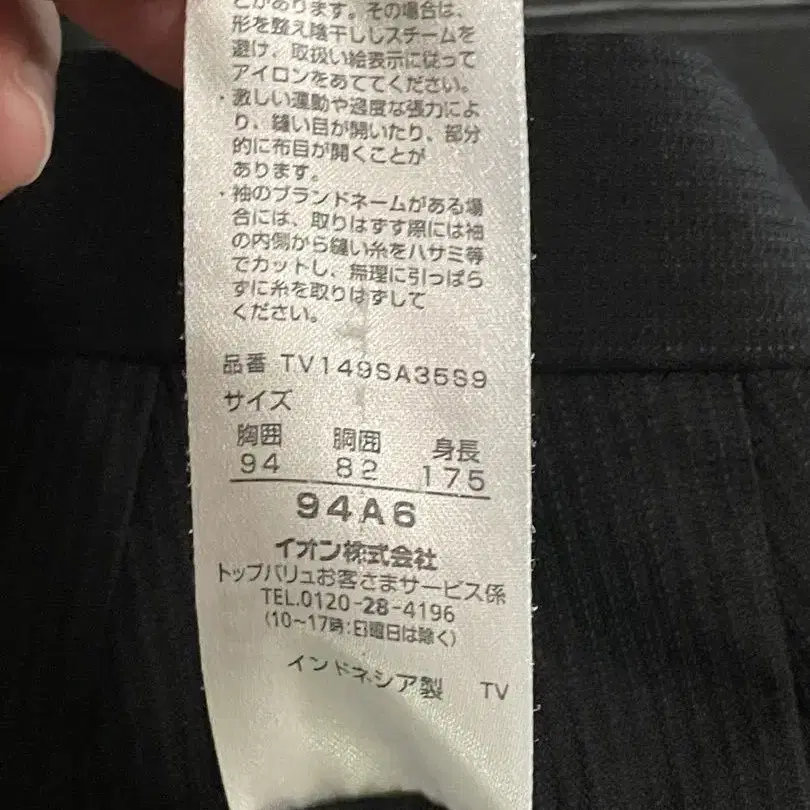 とがあります。その場合は、
形を整え陰干ししスチームを
避け、取扱い絵表示に従って
アイロンをあててください。
・激しい運動や過度な張力によ
り、縫い目が開いたり、部分
的に布目が開くことが
あります。
・袖のブランドネームがある場
合には、取りはずす際には袖
の内側から縫い糸をハサミ等
でカットし、無理に引っぱら
ずに糸を取りはずして
ください。
品番 TV149SA35S9
サイズ
胸囲 胴囲 身長
94 82 175
94A6
イオン株式会社
トップバリュお客さまサービス係
TEL.0120-28-4196
(10~17時:日曜日は除く)
インドネシア製 TV